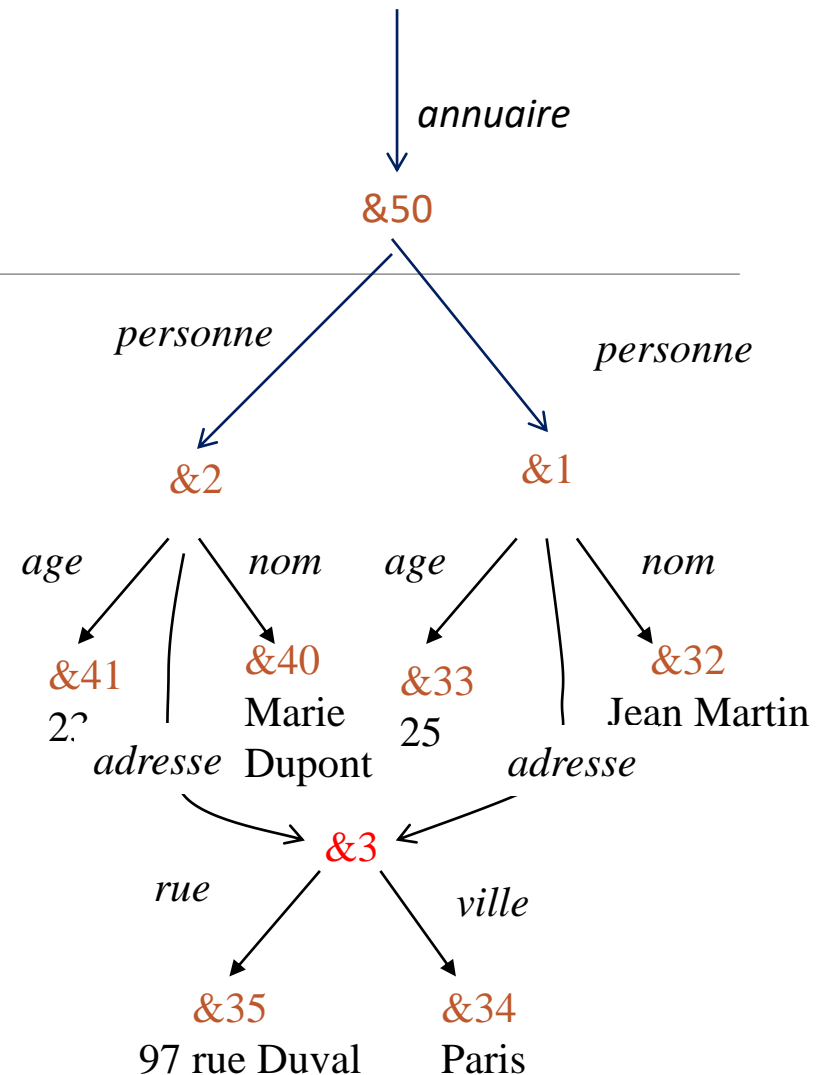 annuaire
&50
personne
personne
&2
&1
age
nom
age
nom
&41
&40
Marie
Dupont
&33
25
&32
Jean Martin
adresse
adresse
&3
rue
ville
&35
97 rue Duval
&34
Paris